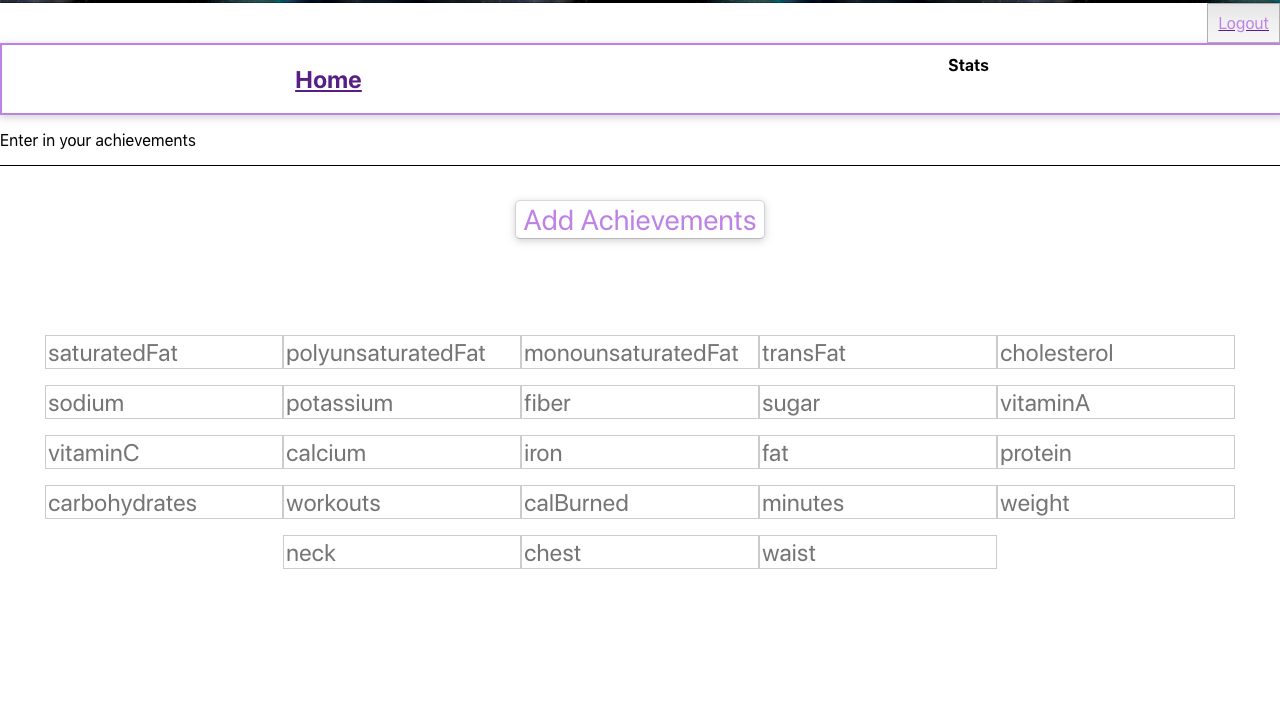 Logout
Home
Stats
Enter in your achievements
Add Achievements
saturatedFat polyunsaturatedFat monounsaturatedFat transFat cholesterol
sodium potassium fiber sugar vitaminA
vitaminC calcium iron fat protein
carbohydrates workouts calBurned minutes weight
neck chest waist